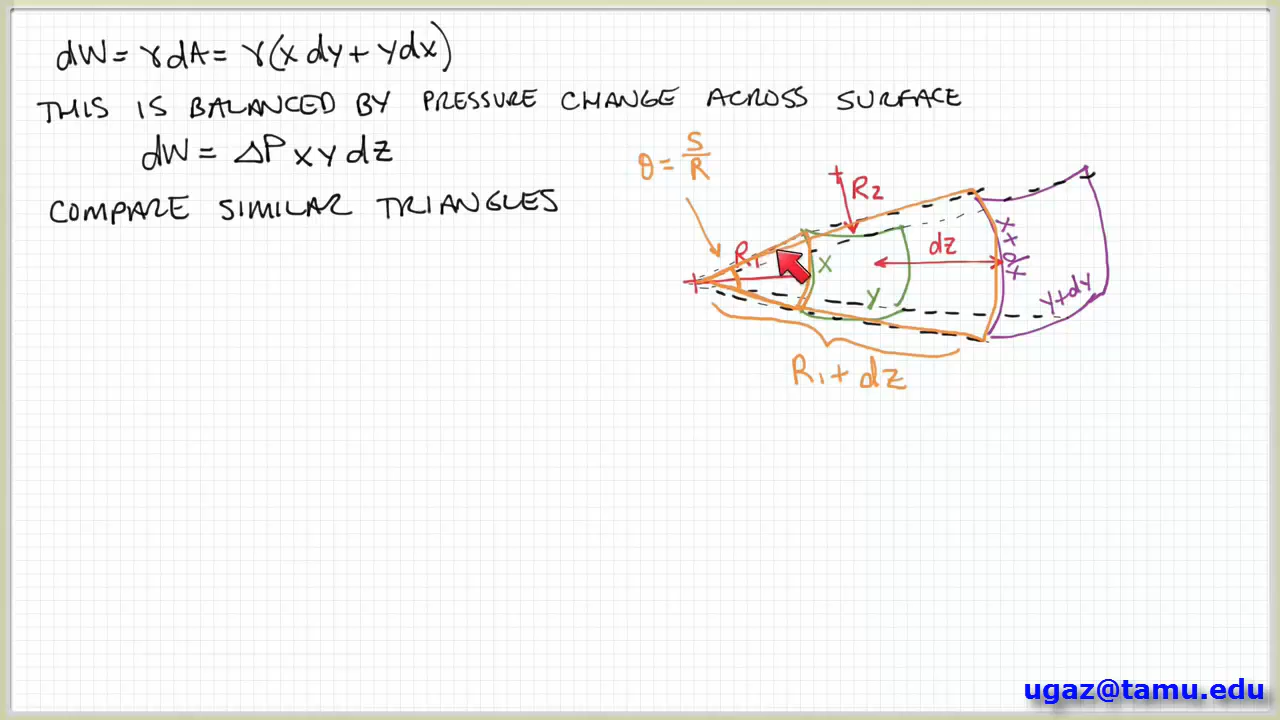 dW = γdA = γ(x dy + y dx)
THIS IS BALANCED BY PRESSURE CHANGE ACROSS SURFACE
dW = ΔP x y dz
COMPARE SIMILAR TRIANGLES
θ = S/R
R₂
R₁
x
dz
x + dx
y
y+dy
R₁ + dz
ugaz@tamu.edu